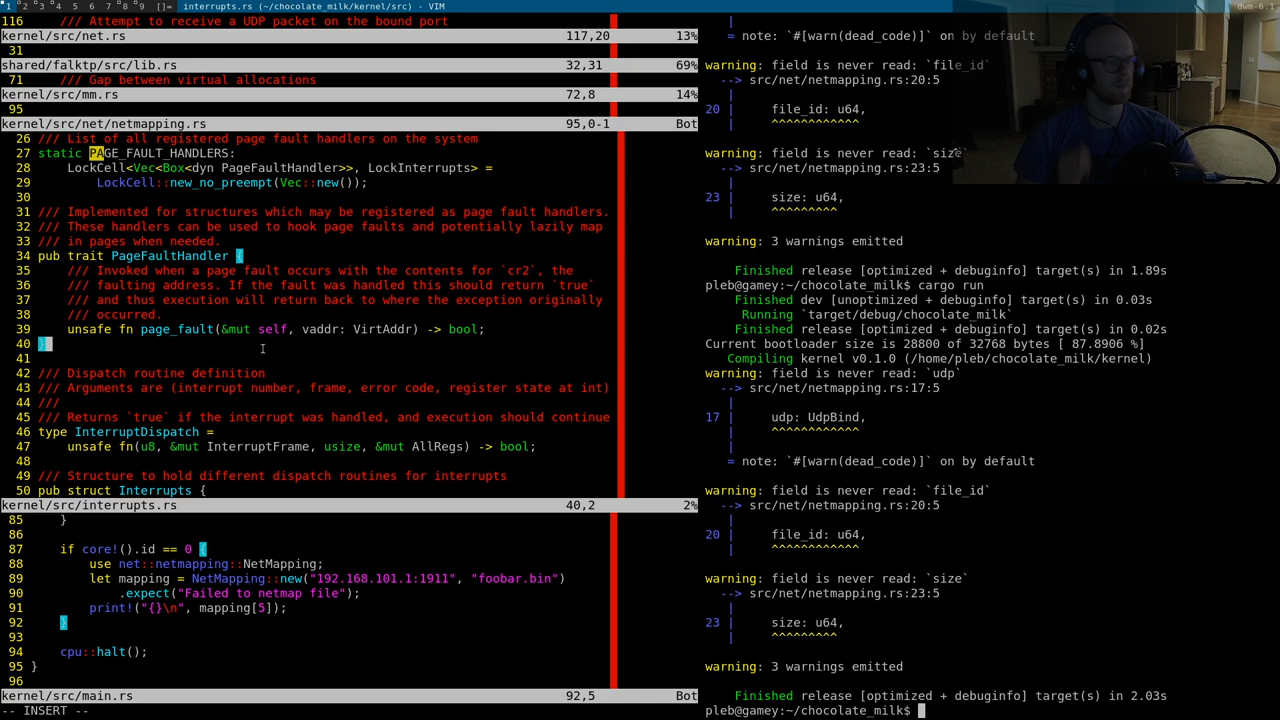 1 2 3 4 5 6 7 8 9 []= interrupts.rs (~/chocolate_milk/kernel/src) - VIM dwm-6.1
116 /// Attempt to receive a UDP packet on the bound port
kernel/src/net.rs 117,20 13%
31
shared/falktp/src/lib.rs 32,31 69%
71 /// Gap between virtual allocations
kernel/src/mm.rs 72,8 14%
95
kernel/src/net/netmapping.rs 95,0-1 Bot
26 /// List of all registered page fault handlers on the system
27 static PAGE_FAULT_HANDLERS:
28 LockCell<Vec<Box<dyn PageFaultHandler>>, LockInterrupts> =
29 LockCell::new_no_preempt(Vec::new());
30
31 /// Implemented for structures which may be registered as page fault handlers.
32 /// These handlers can be used to hook page faults and potentially lazily map
33 /// in pages when needed.
34 pub trait PageFaultHandler {
35 /// Invoked when a page fault occurs with the contents for `cr2`, the
36 /// faulting address. If the fault was handled this should return `true`
37 /// and thus execution will return back to where the exception originally
38 /// occurred.
39 unsafe fn page_fault(&mut self, vaddr: VirtAddr) -> bool;
40 }
41
42 /// Dispatch routine definition
43 /// Arguments are (interrupt number, frame, error code, register state at int)
44 ///
45 /// Returns `true` if the interrupt was handled, and execution should continue
46 type InterruptDispatch =
47 unsafe fn(u8, &mut InterruptFrame, usize, &mut AllRegs) -> bool;
48
49 /// Structure to hold different dispatch routines for interrupts
50 pub struct Interrupts {
kernel/src/interrupts.rs 40,2 2%
85 }
86
87 if core!().id == 0 {
88 use net::netmapping::NetMapping;
89 let mapping = NetMapping::new("192.168.101.1:1911", "foobar.bin")
90 .expect("Failed to netmap file");
91 print!("{}\n", mapping[5]);
92 }
93
94 cpu::halt();
95 }
96
kernel/src/main.rs 92,5 Bot
-- INSERT --
|
= note: `#[warn(dead_code)]` on by default
warning: field is never read: `file_id`
--> src/net/netmapping.rs:20:5
|
20 | file_id: u64,
| ^^^^^^^^^^^^
warning: field is never read: `size`
--> src/net/netmapping.rs:23:5
|
23 | size: u64,
| ^^^^^^^^^
warning: 3 warnings emitted
Finished release [optimized + debuginfo] target(s) in 1.89s
pleb@gamey:~/chocolate_milk$ cargo run
Finished dev [unoptimized + debuginfo] target(s) in 0.03s
Running `target/debug/chocolate_milk`
Finished release [optimized + debuginfo] target(s) in 0.02s
Current bootloader size is 28800 of 32768 bytes [ 87.8906 %]
Compiling kernel v0.1.0 (/home/pleb/chocolate_milk/kernel)
warning: field is never read: `udp`
--> src/net/netmapping.rs:17:5
|
17 | udp: UdpBind,
| ^^^^^^^^^^^^
|
= note: `#[warn(dead_code)]` on by default
warning: field is never read: `file_id`
--> src/net/netmapping.rs:20:5
|
20 | file_id: u64,
| ^^^^^^^^^^^^
warning: field is never read: `size`
--> src/net/netmapping.rs:23:5
|
23 | size: u64,
| ^^^^^^^^^
warning: 3 warnings emitted
Finished release [optimized + debuginfo] target(s) in 2.03s
pleb@gamey:~/chocolate_milk$